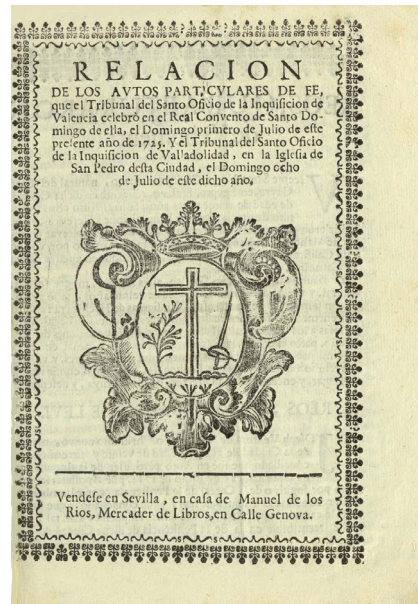 RELACION
DE LOS AVTOS PARTICVLARES DE FE,
que el Tribunal del Santo Oficio de la Inquisicion de
Valencia celebrò en el Real Convento de Santo Do-
mingo de ella, el Domingo primero de Julio de este
presente año de 1725. Y el Tribunal del Santo Oficio
de la Inquisicion de Valladolid, en la Iglesia de
San Pedro desta Ciudad, el Domingo ocho
de Julio de este dicho año.
Vendese en Sevilla, en casa de Manuel de los
Rios, Mercader de Libros, en Calle Genova.